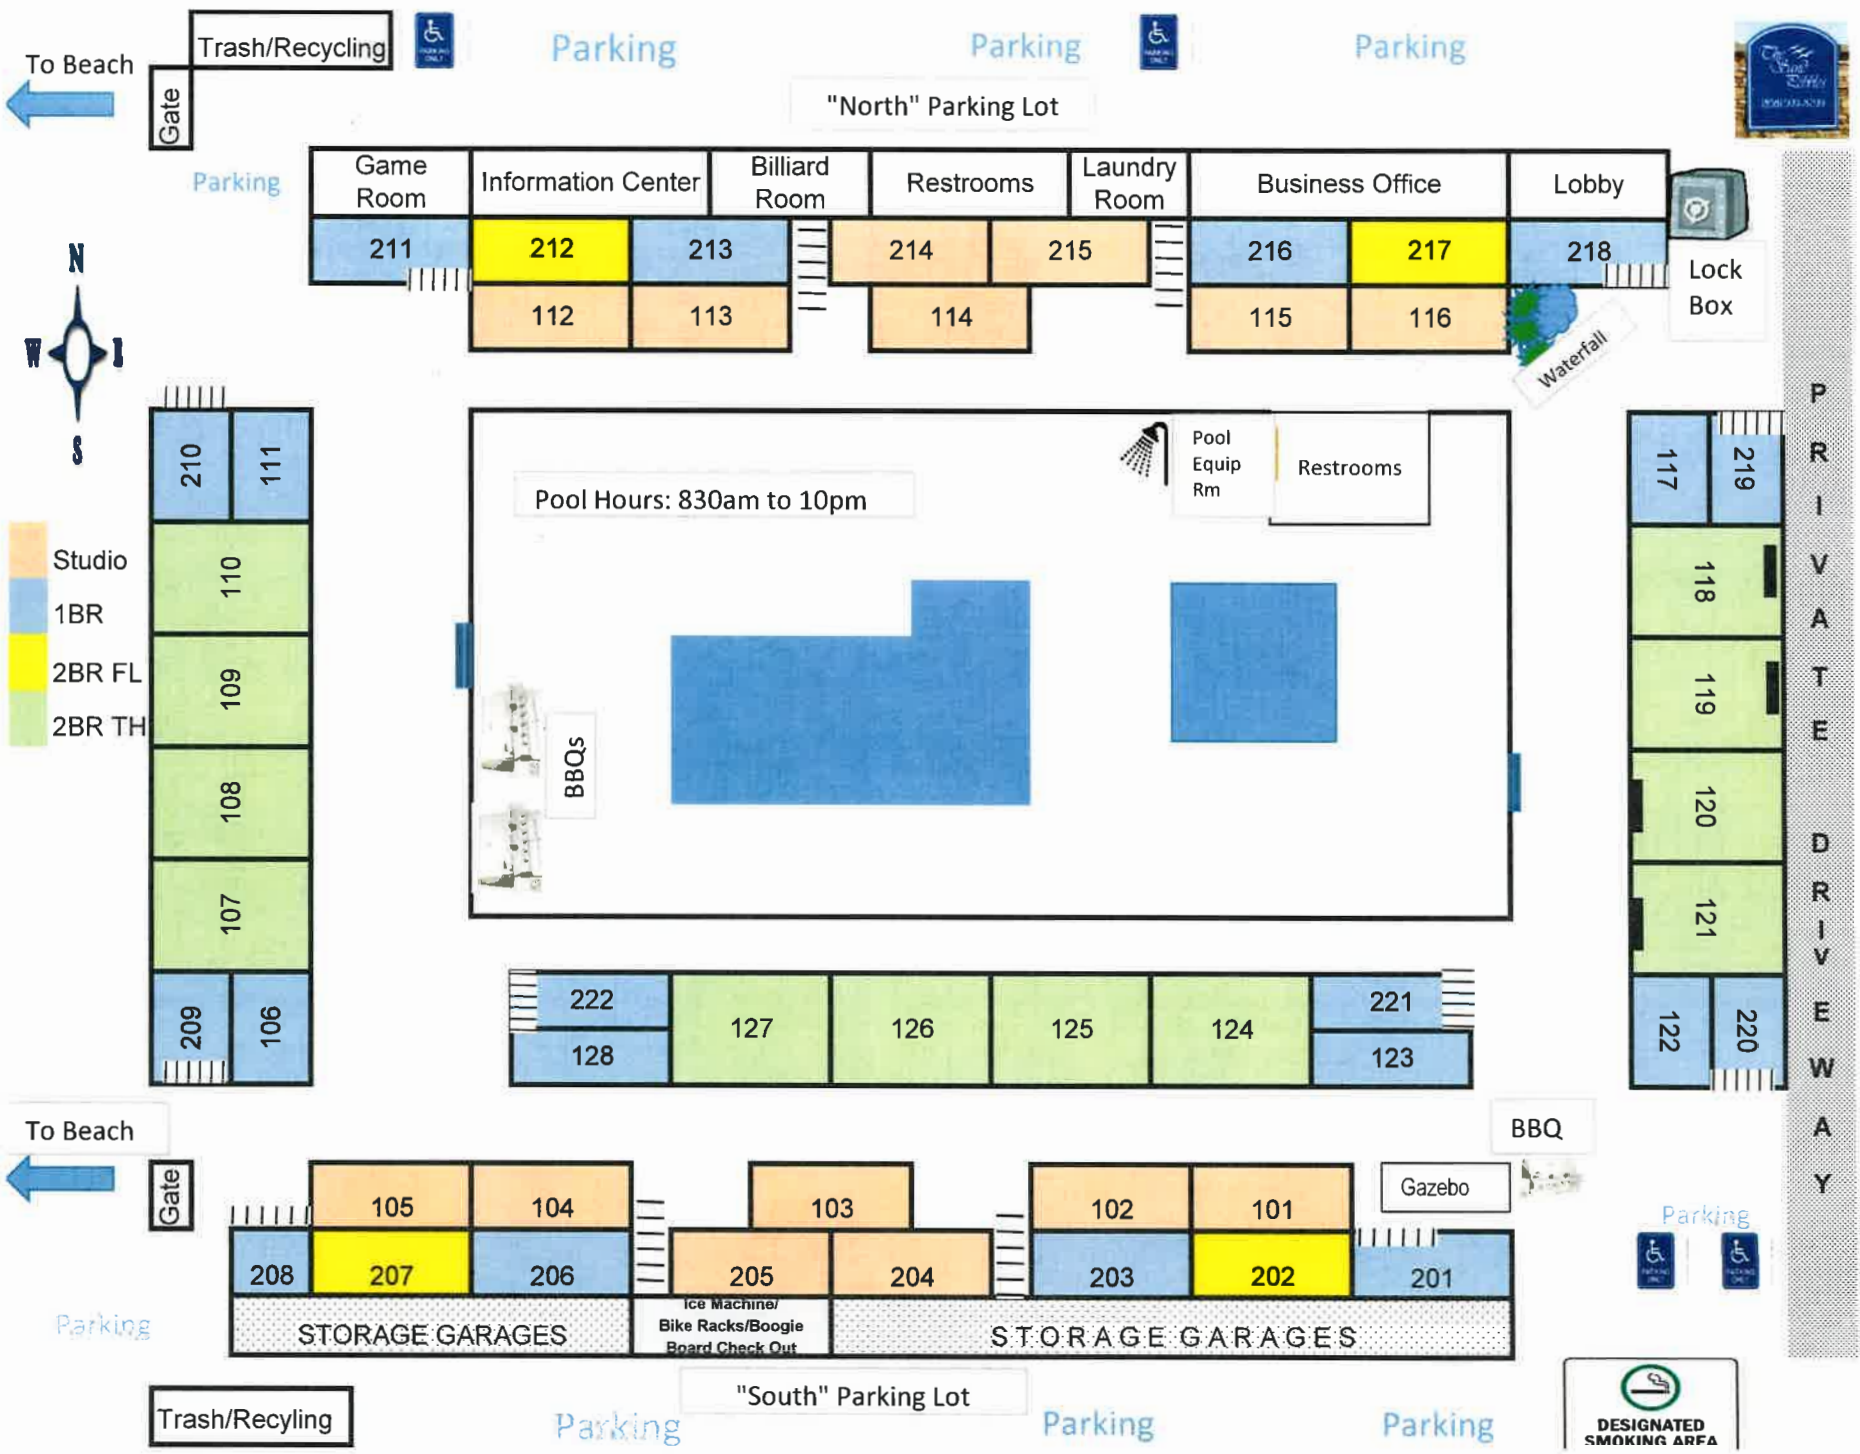 To Beach
Trash/Recycling
Gate
Parking
Parking
Parking
"North" Parking Lot
Parking
Game
Room
Information Center
Billiard
Room
Restrooms
Laundry
Room
Business Office
Lobby
211
212
213
214
215
216
217
218
112
113
114
115
116
Lock
Box
Waterfall
N
W
S
210
111
110
109
108
107
209
106
Studio
1BR
2BR FL
2BR TH
Pool Hours: 830am to 10pm
Pool
Equip
Rm
Restrooms
BBQs
117
219
118
119
120
121
122
220
PRIVATE DRIVEWAY
222
128
127
126
125
124
221
123
To Beach
Gate
BBQ
Gazebo
105
104
103
102
101
208
207
206
205
204
203
202
201
Parking
Parking
STORAGE GARAGES
Ice Machine/
Bike Racks/Boogie
Board Check Out
STORAGE GARAGES
"South" Parking Lot
Trash/Recyling
Parking
Parking
Parking
DESIGNATED
SMOKING AREA